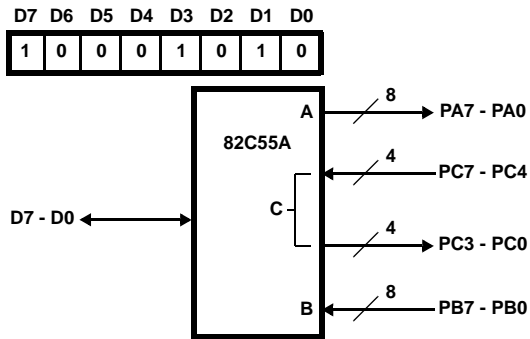 D7 D6 D5 D4 D3 D2 D1 D0
1 0 0 0 1 0 1 0
A 8 PA7 - PA0
82C55A
4 PC7 - PC4
C
D7 - D0
4 PC3 - PC0
B 8 PB7 - PB0